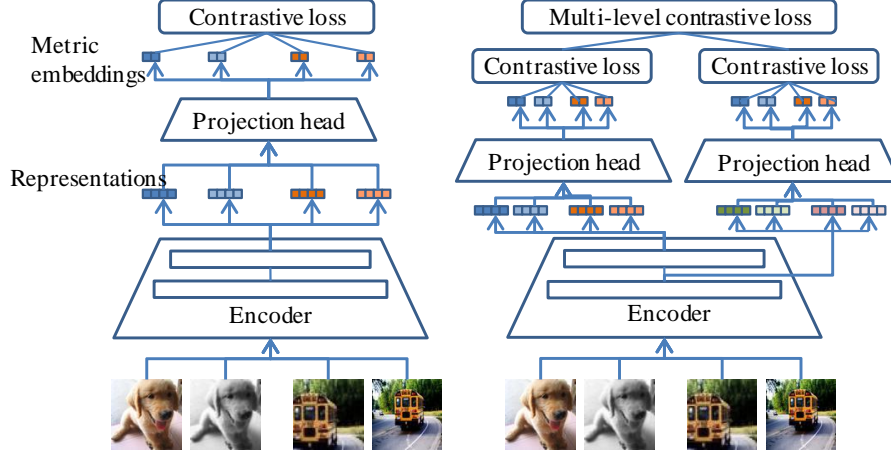 Contrastive loss
Metric
embeddings
Projection head
Representations
Encoder
Multi-level contrastive loss
Contrastive loss
Contrastive loss
Projection head
Projection head
Encoder